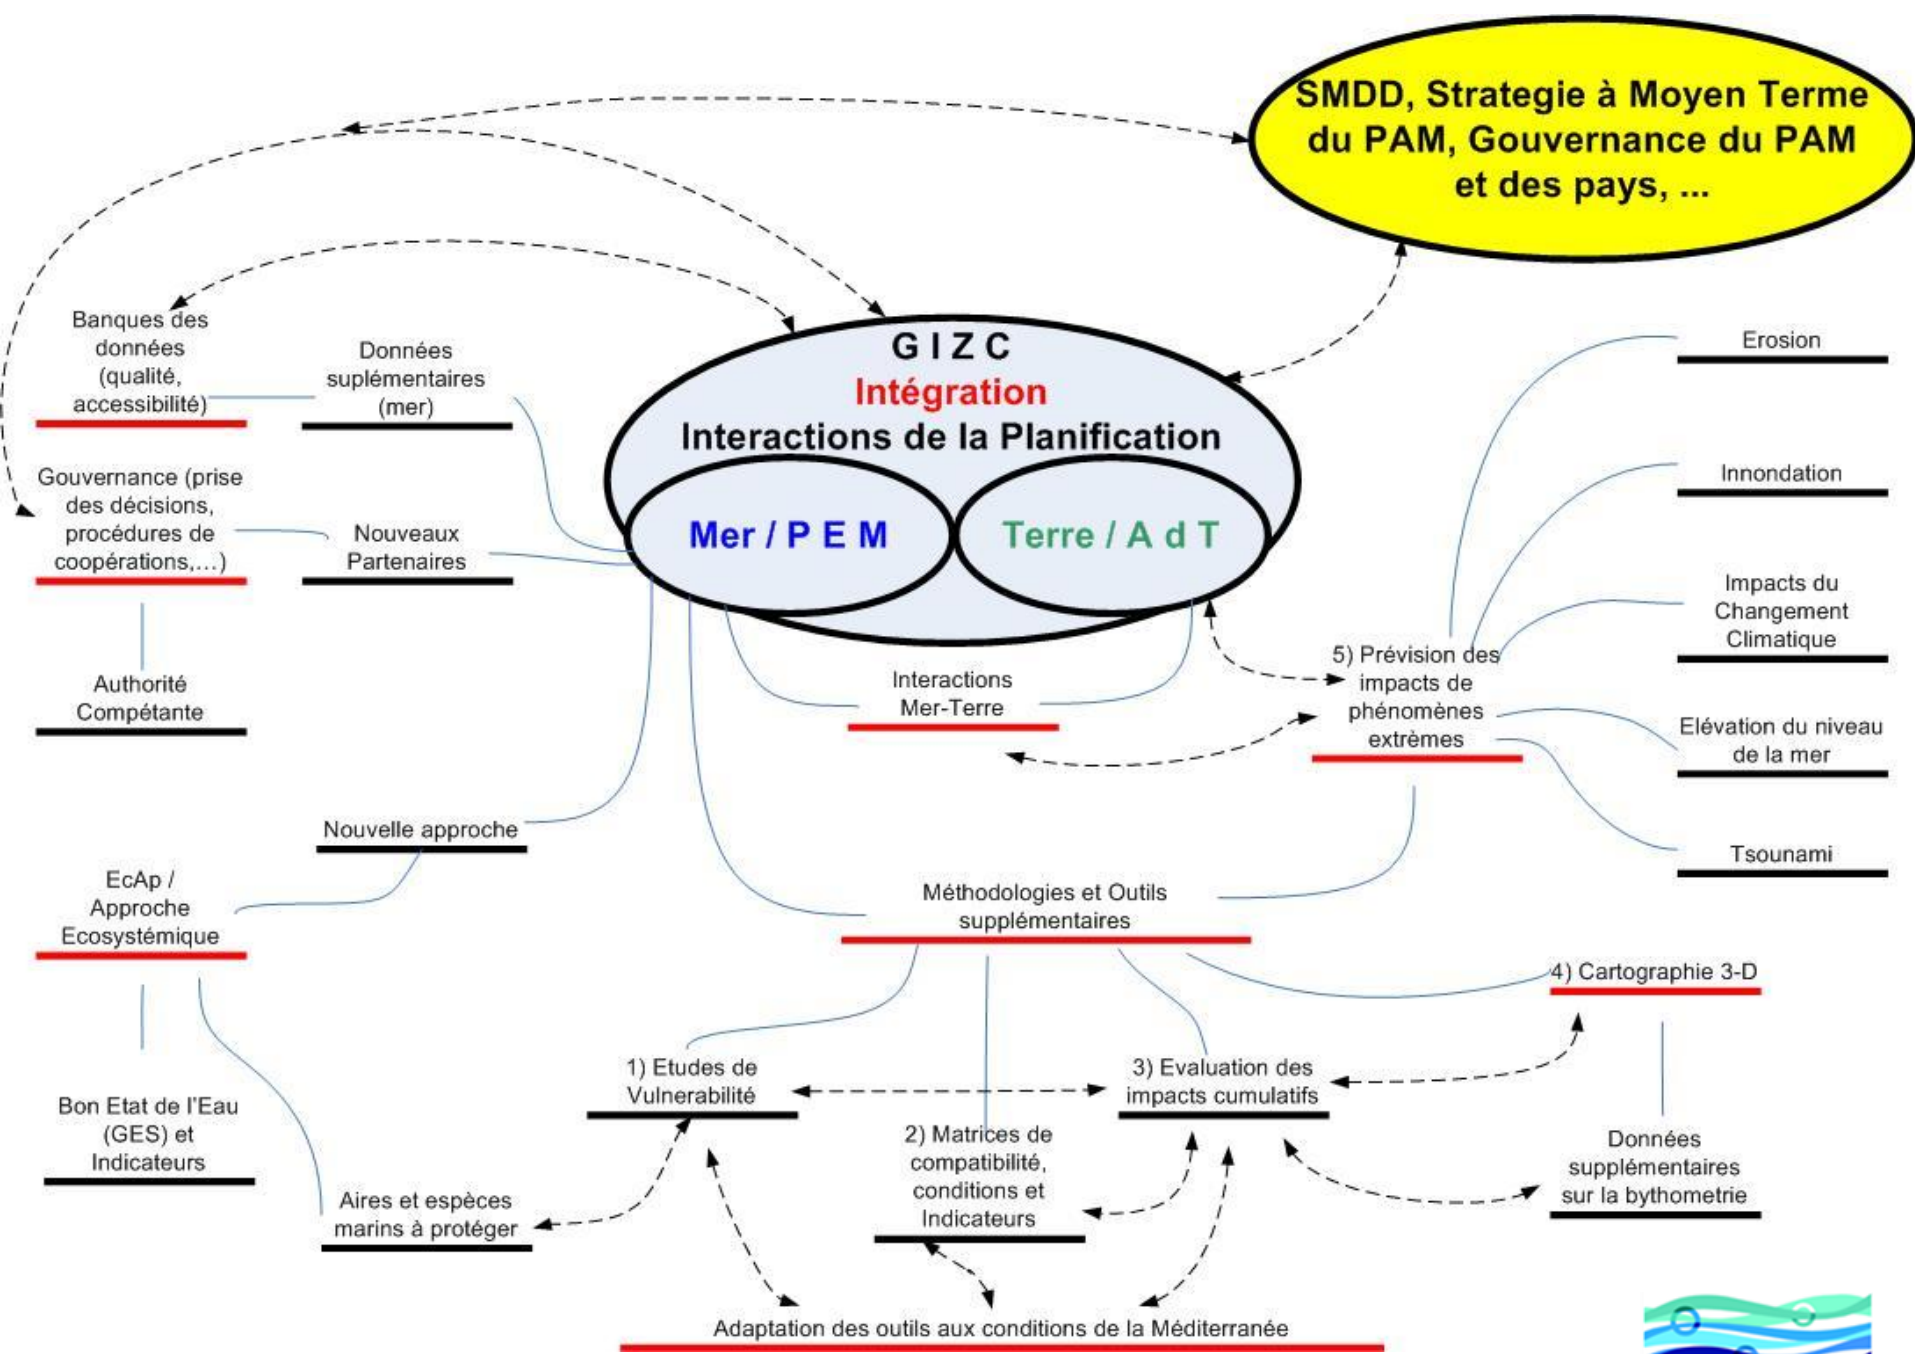 SMDD, Strategie à Moyen Terme
du PAM, Gouvernance du PAM
et des pays, ...
G I Z C
Intégration
Interactions de la Planification
Mer / P E M
Terre / A d T
Banques des
données
(qualité,
accessibilité)
Données
suplémentaires
(mer)
Gouvernance (prise
des décisions,
procédures de
coopérations,…)
Nouveaux
Partenaires
Authorité
Compétante
Interactions
Mer-Terre
5) Prévision des
impacts de
phénomènes
extrèmes
Erosion
Innondation
Impacts du
Changement
Climatique
Elévation du niveau
de la mer
Tsounami
Nouvelle approche
EcAp /
Approche
Ecosystémique
Méthodologies et Outils
supplémentaires
4) Cartographie 3-D
1) Etudes de
Vulnerabilité
3) Evaluation des
impacts cumulatifs
2) Matrices de
compatibilité,
conditions et
Indicateurs
Bon Etat de l'Eau
(GES) et
Indicateurs
Aires et espèces
marins à protéger
Données
supplémentaires
sur la bythometrie
Adaptation des outils aux conditions de la Méditerranée